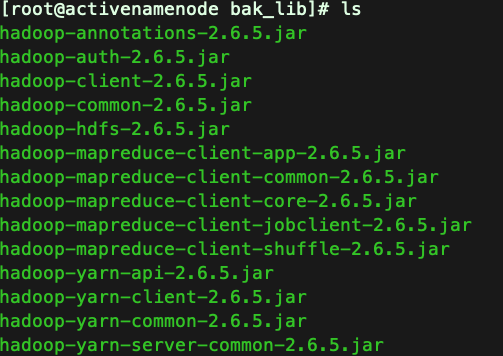 [root@activenamenode bak_lib]# ls
hadoop-annotations-2.6.5.jar
hadoop-auth-2.6.5.jar
hadoop-client-2.6.5.jar
hadoop-common-2.6.5.jar
hadoop-hdfs-2.6.5.jar
hadoop-mapreduce-client-app-2.6.5.jar
hadoop-mapreduce-client-common-2.6.5.jar
hadoop-mapreduce-client-core-2.6.5.jar
hadoop-mapreduce-client-jobclient-2.6.5.jar
hadoop-mapreduce-client-shuffle-2.6.5.jar
hadoop-yarn-api-2.6.5.jar
hadoop-yarn-client-2.6.5.jar
hadoop-yarn-common-2.6.5.jar
hadoop-yarn-server-common-2.6.5.jar